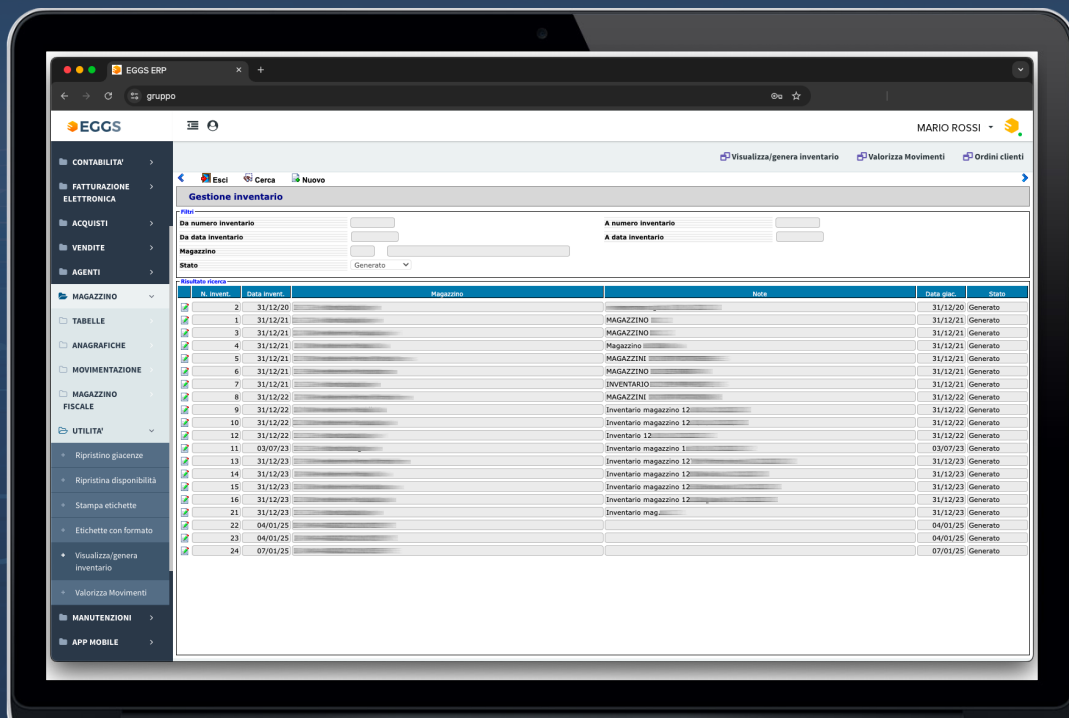 EGGS ERP × +
gruppo
EGGS
MARIO ROSSI
Visualizza/genera inventario Valorizza Movimenti Ordini clienti
CONTABILITA'
FATTURAZIONE
ELETTRONICA
ACQUISTI
VENDITE
AGENTI
MAGAZZINO
TABELLE
ANAGRAFICHE
MOVIMENTAZIONE
MAGAZZINO
FISCALE
UTILITA'
Ripristino giacenze
Ripristina disponibilità
Stampa etichette
Etichette con formato
Visualizza/genera
inventario
Valorizza Movimenti
MANUTENZIONI
APP MOBILE
Esci Cerca Nuovo
Gestione inventario
Filtri
Da numero inventario A numero inventario
Da data inventario A data inventario
Magazzino
Stato Generato
Risultato ricerca
N. invent. Data invent. Magazzino Note Data giac. Stato
2 31/12/20 31/12/20 Generato
1 31/12/21 MAGAZZINO 31/12/21 Generato
3 31/12/21 MAGAZZINO 31/12/21 Generato
4 31/12/21 Magazzino 31/12/21 Generato
5 31/12/21 MAGAZZINI 31/12/21 Generato
6 31/12/21 MAGAZZINO 31/12/21 Generato
7 31/12/21 INVENTARIO 31/12/21 Generato
8 31/12/22 MAGAZZINI 31/12/22 Generato
9 31/12/22 Inventario magazzino 12 31/12/22 Generato
10 31/12/22 Inventario magazzino 12 31/12/22 Generato
12 31/12/22 Inventario 12 31/12/22 Generato
11 03/07/23 Inventario magazzino 1 03/07/23 Generato
13 31/12/23 Inventario magazzino 12 31/12/23 Generato
14 31/12/23 Inventario magazzino 12 31/12/23 Generato
15 31/12/23 Inventario magazzino 12 31/12/23 Generato
16 31/12/23 Inventario magazzino 12 31/12/23 Generato
21 31/12/23 Inventario mag. 31/12/23 Generato
22 04/01/25 04/01/25 Generato
23 04/01/25 04/01/25 Generato
24 07/01/25 07/01/25 Generato